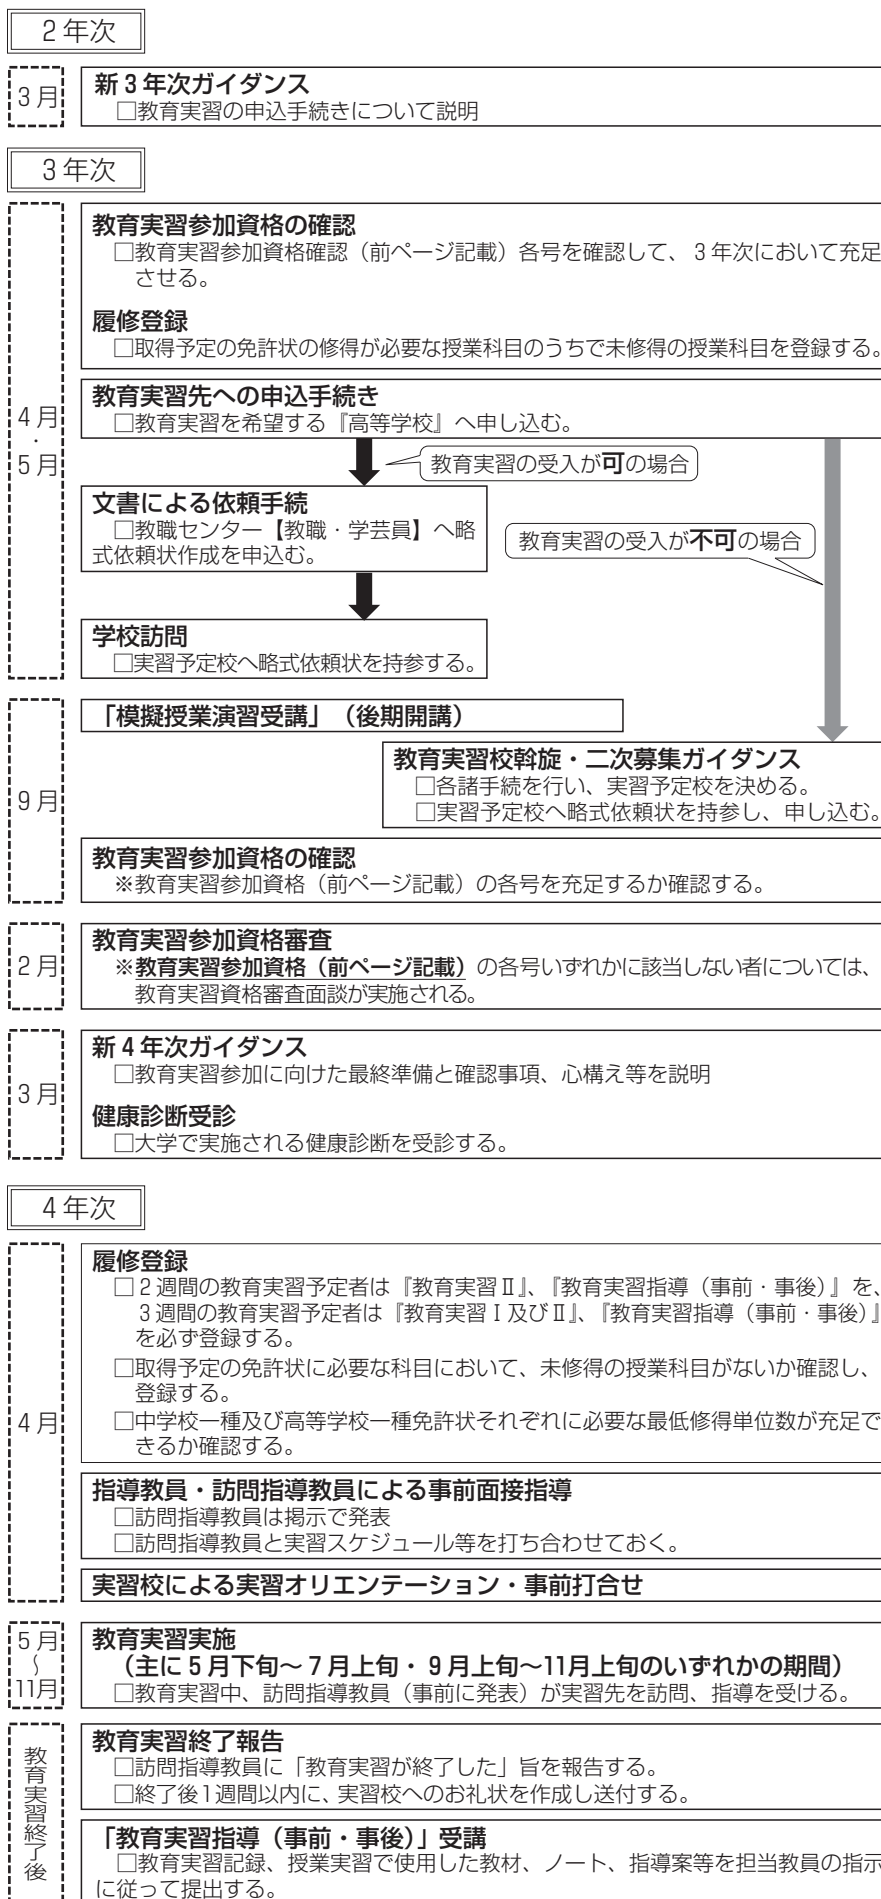 2年次
3月
新3年次ガイダンス
□教育実習の申込手続きについて説明
3年次
4月・5月
教育実習参加資格の確認
□教育実習参加資格確認（前ページ記載）各号を確認して、3年次において充足
させる。
履修登録
□取得予定の免許状の修得が必要な授業科目のうちで未修得の授業科目を登録する。
教育実習先への申込手続き
□教育実習を希望する『高等学校』へ申し込む。
教育実習の受入が可の場合
文書による依頼手続
□教職センター【教職・学芸員】へ略
式依頼状作成を申込む。
教育実習の受入が不可の場合
学校訪問
□実習予定校へ略式依頼状を持参する。
9月
「模擬授業演習受講」（後期開講）
教育実習校斡旋・二次募集ガイダンス
□各諸手続を行い、実習予定校を決める。
□実習予定校へ略式依頼状を持参し、申し込む。
教育実習参加資格の確認
※教育実習参加資格（前ページ記載）の各号を充足するか確認する。
2月
教育実習参加資格審査
※教育実習参加資格（前ページ記載）の各号いずれかに該当しない者については、
教育実習資格審査面談が実施される。
3月
新4年次ガイダンス
□教育実習参加に向けた最終準備と確認事項、心構え等を説明
健康診断受診
□大学で実施される健康診断を受診する。
4年次
4月
履修登録
□2週間の教育実習予定者は『教育実習Ⅱ』、『教育実習指導（事前・事後）』を、
3週間の教育実習予定者は『教育実習Ⅰ及びⅡ』、『教育実習指導（事前・事後）』
を必ず登録する。
□取得予定の免許状に必要な科目において、未修得の授業科目がないか確認し、
登録する。
□中学校一種及び高等学校一種免許状それぞれに必要な最低修得単位数が充足で
きるか確認する。
指導教員・訪問指導教員による事前面接指導
□訪問指導教員は掲示で発表
□訪問指導教員と実習スケジュール等を打ち合わせておく。
実習校による実習オリエンテーション・事前打合せ
5月～11月
教育実習実施
（主に5月下旬～7月上旬・9月上旬～11月上旬のいずれかの期間）
□教育実習中、訪問指導教員（事前に発表）が実習先を訪問、指導を受ける。
教育実習終了後
教育実習終了報告
□訪問指導教員に「教育実習が終了した」旨を報告する。
□終了後1週間以内に、実習校へのお礼状を作成し送付する。
「教育実習指導（事前・事後）」受講
□教育実習記録、授業実習で使用した教材、ノート、指導案等を担当教員の指示
に従って提出する。